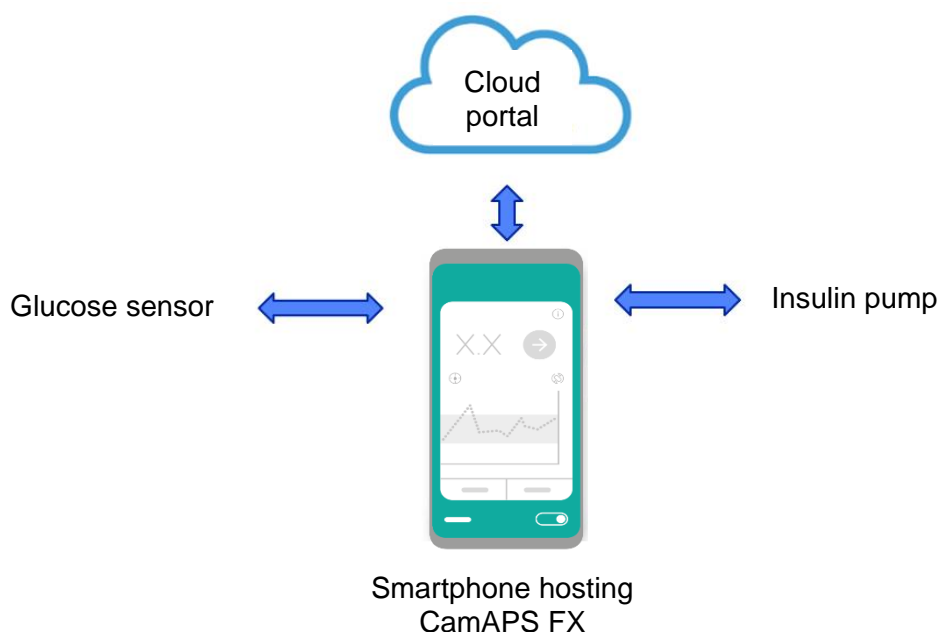 Cloud
portal
Glucose sensor
Insulin pump
X.X
Smartphone hosting
CamAPS FX